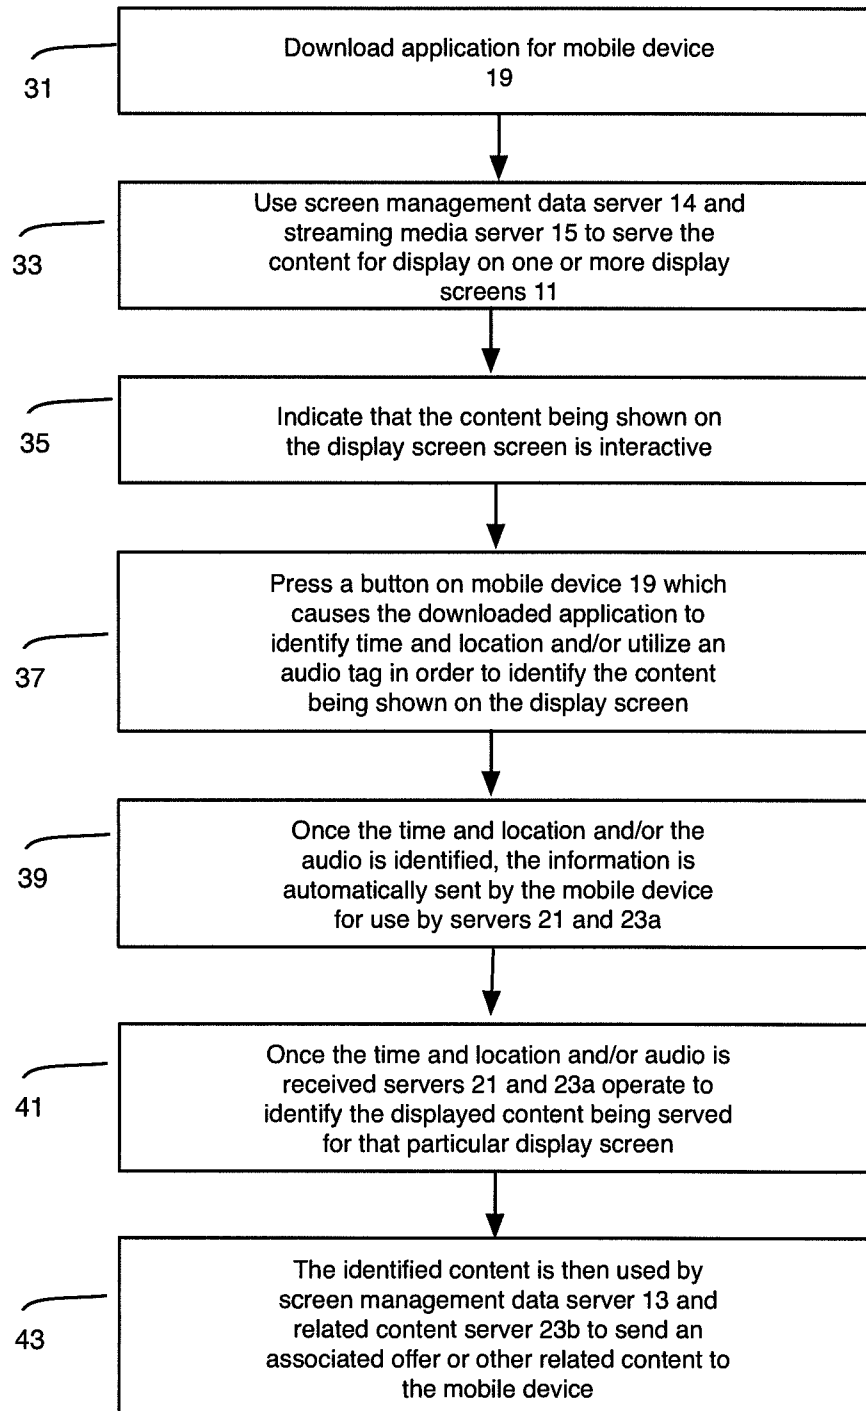 Download application for mobile device
19
31
Use screen management data server 14 and
streaming media server 15 to serve the
content for display on one or more display
screens 11
33
Indicate that the content being shown on
the display screen screen is interactive
35
Press a button on mobile device 19 which
causes the downloaded application to
identify time and location and/or utilize an
audio tag in order to identify the content
being shown on the display screen
37
Once the time and location and/or the
audio is identified, the information is
automatically sent by the mobile device
for use by servers 21 and 23a
39
Once the time and location and/or audio is
received servers 21 and 23a operate to
identify the displayed content being served
for that particular display screen
41
The identified content is then used by
screen management data server 13 and
related content server 23b to send an
associated offer or other related content to
the mobile device
43